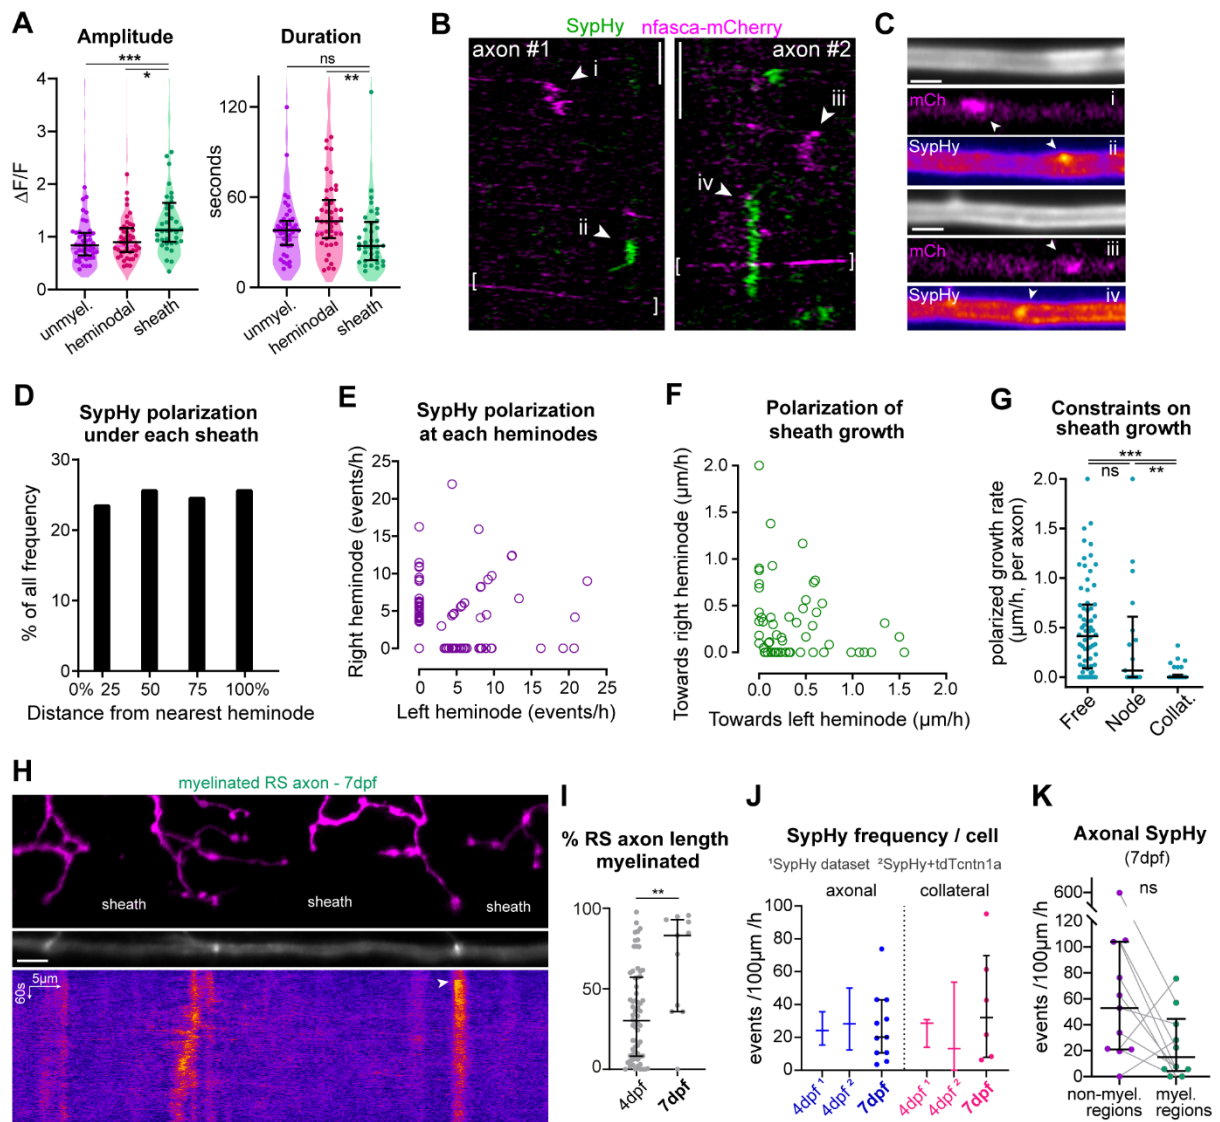 A
Amplitude
***
*
4
3
2
1
0
ΔF/F
unmyel.
heminodal
sheath
Duration
ns
**
120
60
0
seconds
unmyel.
heminodal
sheath
B
SypHy nfasca-mCherry
axon #1
i
ii
[
]
axon #2
iii
iv
[
]
C
mCh
i
SypHy
ii
mCh
iii
SypHy
iv
D
SypHy polarization
under each sheath
30
20
10
0
% of all frequency
0% 25 50 75 100%
Distance from nearest heminode
E
SypHy polarization
at each heminodes
25
20
15
10
5
0
Right heminode (events/h)
0 5 10 15 20 25
Left heminode (events/h)
F
Polarization of
sheath growth
2.0
1.5
1.0
0.5
0.0
Towards right heminode (µm/h)
0.0 0.5 1.0 1.5 2.0
Towards left heminode (µm/h)
G
Constraints on
sheath growth
***
ns **
2.0
1.5
1.0
0.5
0.0
polarized growth rate
(µm/h, per axon)
Free
Node
Collat.
H
myelinated RS axon - 7dpf
sheath
sheath
sheath
5µm
60s
I
% RS axon length
myelinated
**
100
50
0
4dpf
7dpf
J
SypHy frequency / cell
¹SypHy dataset ²SypHy+tdTcntn1a
axonal
collateral
100
80
60
40
20
0
events /100µm /h
4dpf ¹
4dpf ²
7dpf
4dpf ¹
4dpf ²
7dpf
K
Axonal SypHy
(7dpf)
ns
600
120
100
80
60
40
20
0
events /100µm /h
non-myel. myel.
regions regions